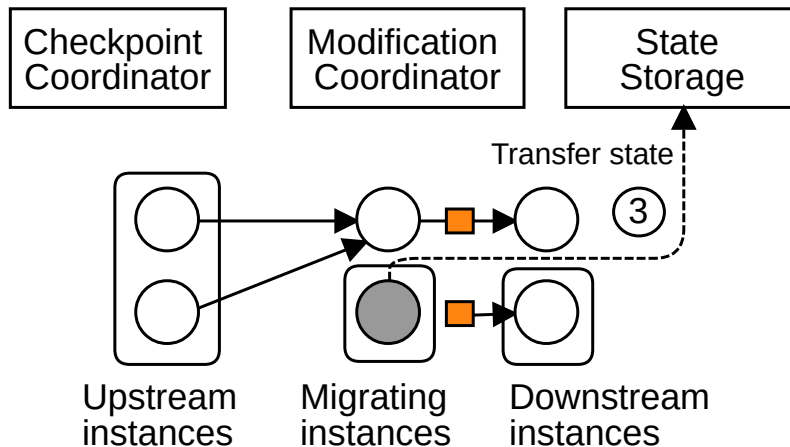 Checkpoint
Coordinator
Modification
Coordinator
State
Storage
Transfer state
3
Upstream
instances
Migrating
instances
Downstream
instances